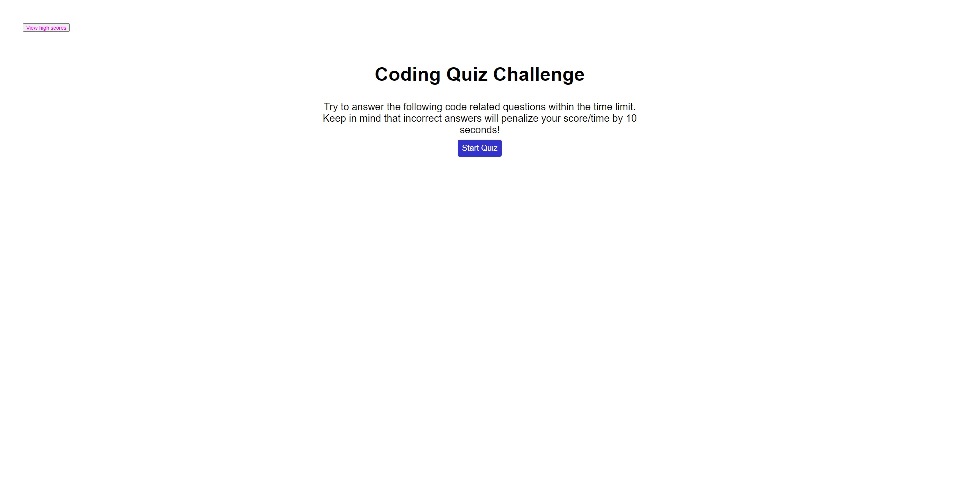 View high scores
Coding Quiz Challenge
Try to answer the following code related questions within the time limit.
Keep in mind that incorrect answers will penalize your score/time by 10
seconds!
Start Quiz